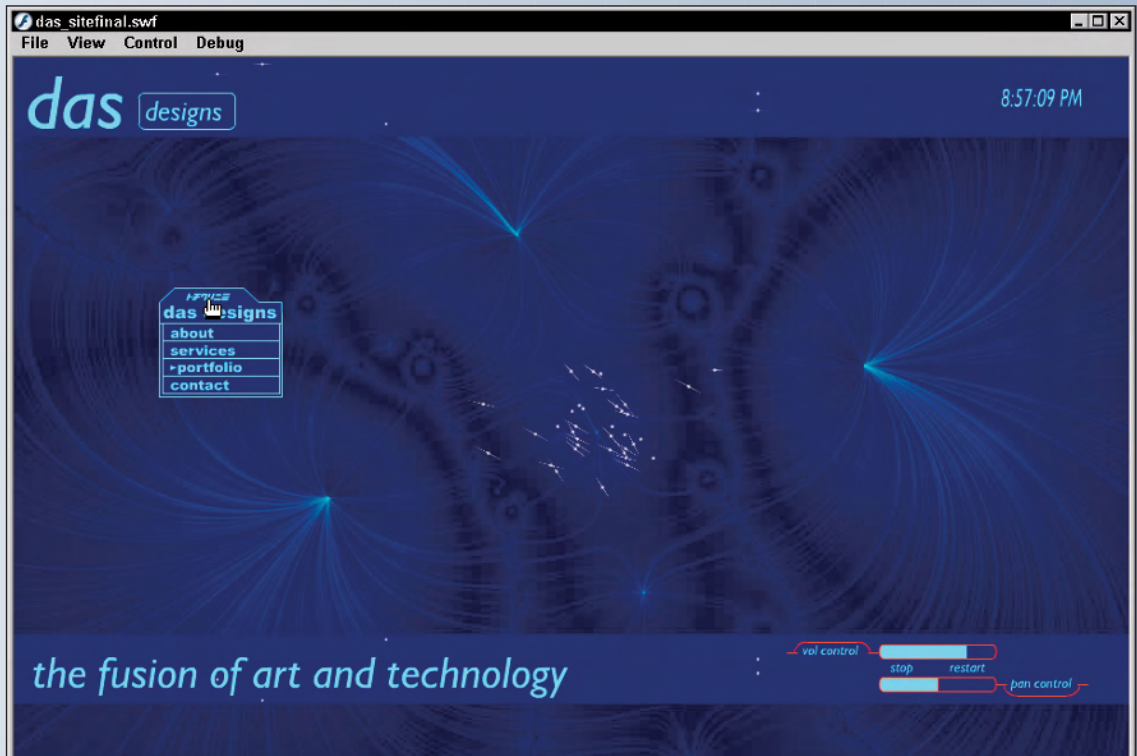 das_sitefinal.swf
File View Control Debug
das designs
8:57:09 PM
das designs
about
services
portfolio
contact
the fusion of art and technology
vol control
stop restart
pan control